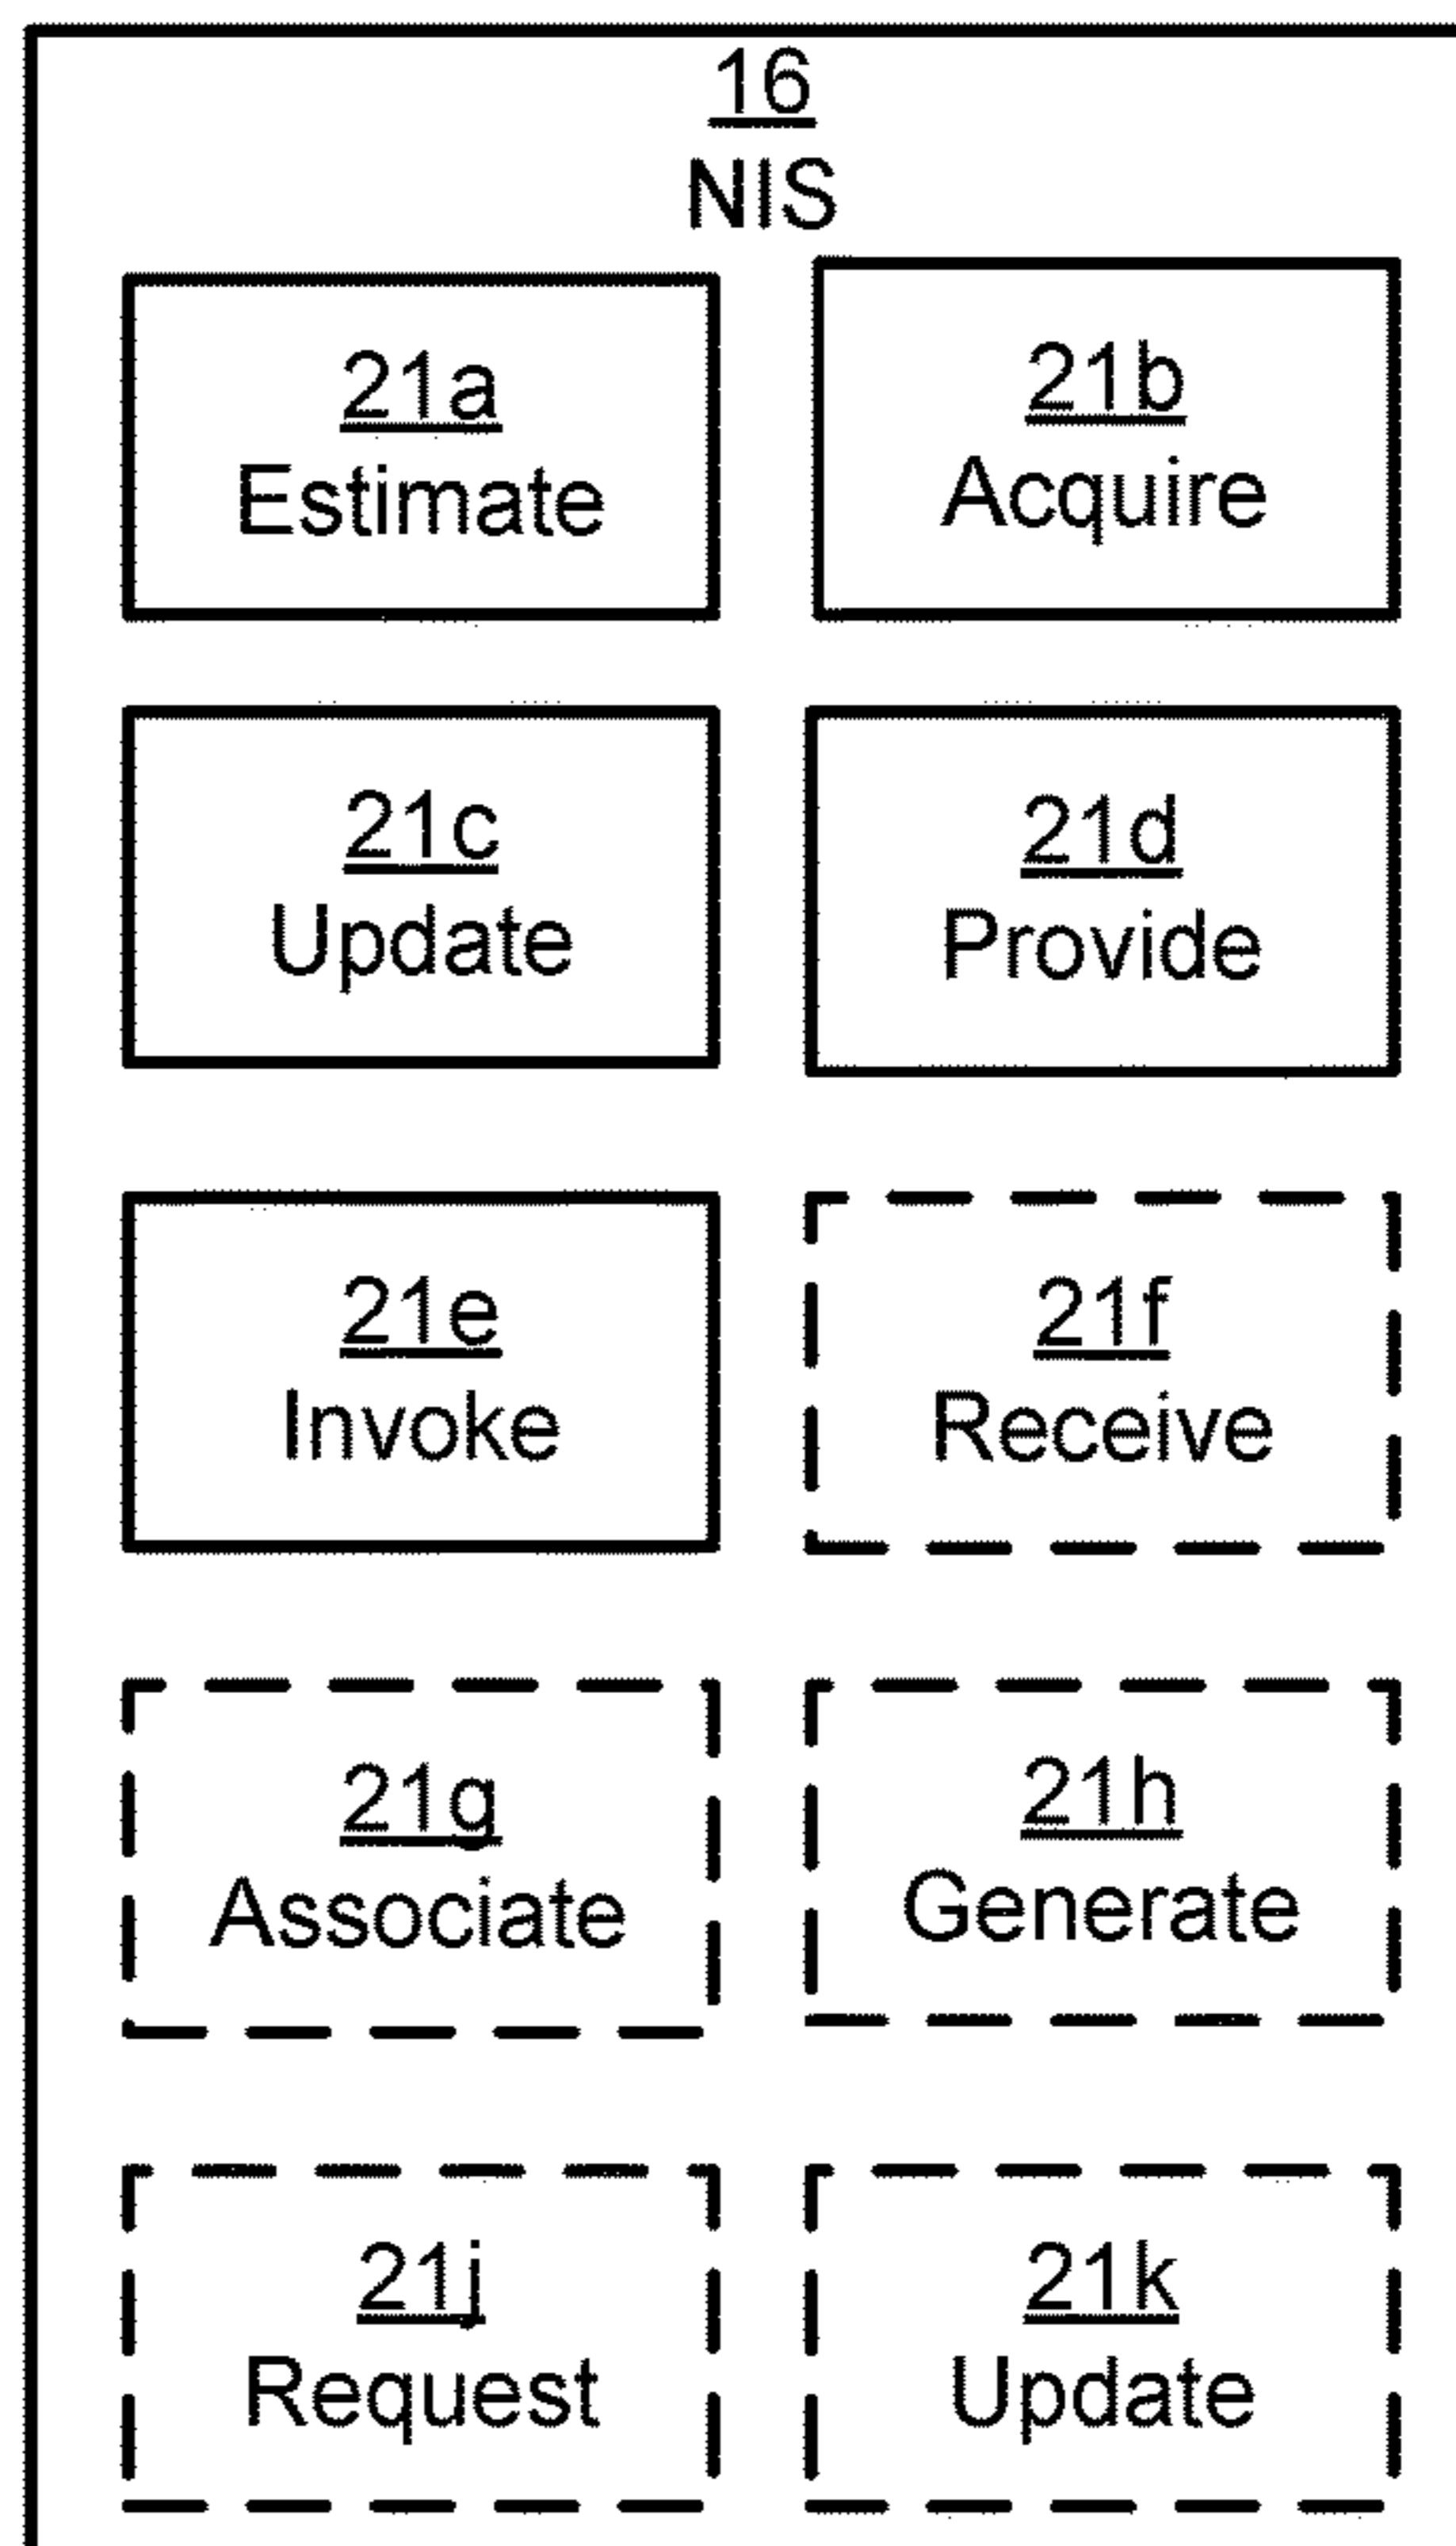 16
NIS
21a
Estimate
21b
Acquire
21c
Update
21d
Provide
21e
Invoke
21f
Receive
21g
Associate
21h
Generate
21j
Request
21k
Update